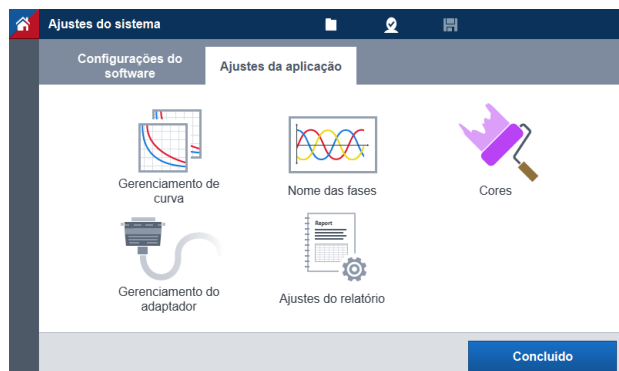 Ajustes do sistema
Configurações do
software
Ajustes da aplicação
Gerenciamento de
curva
Nome das fases
Cores
Report
Gerenciamento do
adaptador
Ajustes do relatório
Concluido